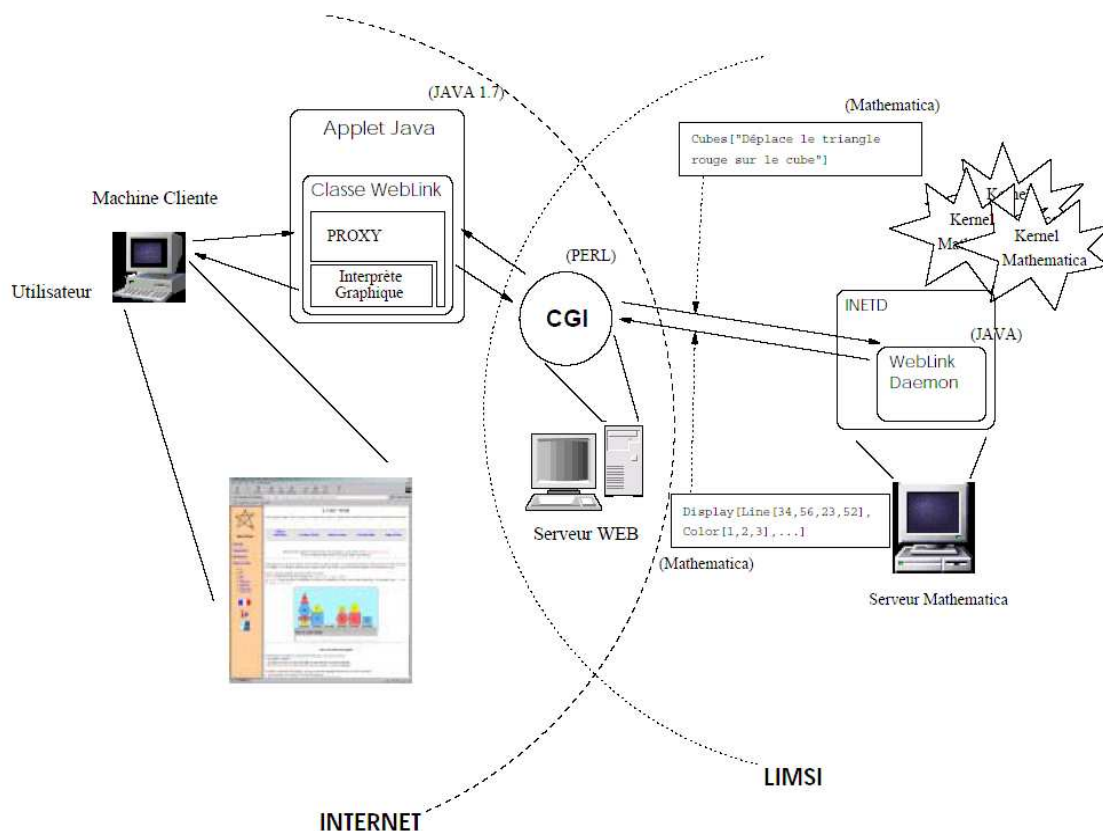 (JAVA 1.7)
Applet Java
Classe WebLink
PROXY
Interprète
Graphique
Machine Cliente
Utilisateur
(PERL)
CGI
Serveur WEB
(Mathematica)
Cubes["Déplace le triangle
rouge sur le cube"]
Kernel
Kernel
Mathematica
INETD
(JAVA)
WebLink
Daemon
Display[Line[34,56,23,52],
Color[1,2,3],...]
(Mathematica)
Serveur Mathematica
LIMSI
INTERNET